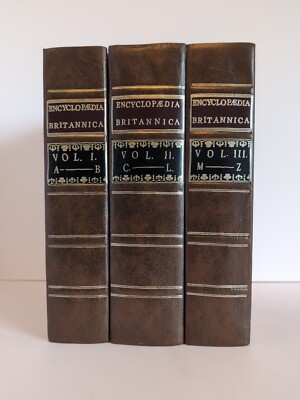 ENCYCLOPÆDIA
BRITANNICA
VOL. I.
A—B
ENCYCLOPÆDIA
BRITANNICA
VOL. II.
C—L.
ENCYCLOPÆDIA
BRITANNICA.
VOL. III.
M—Z